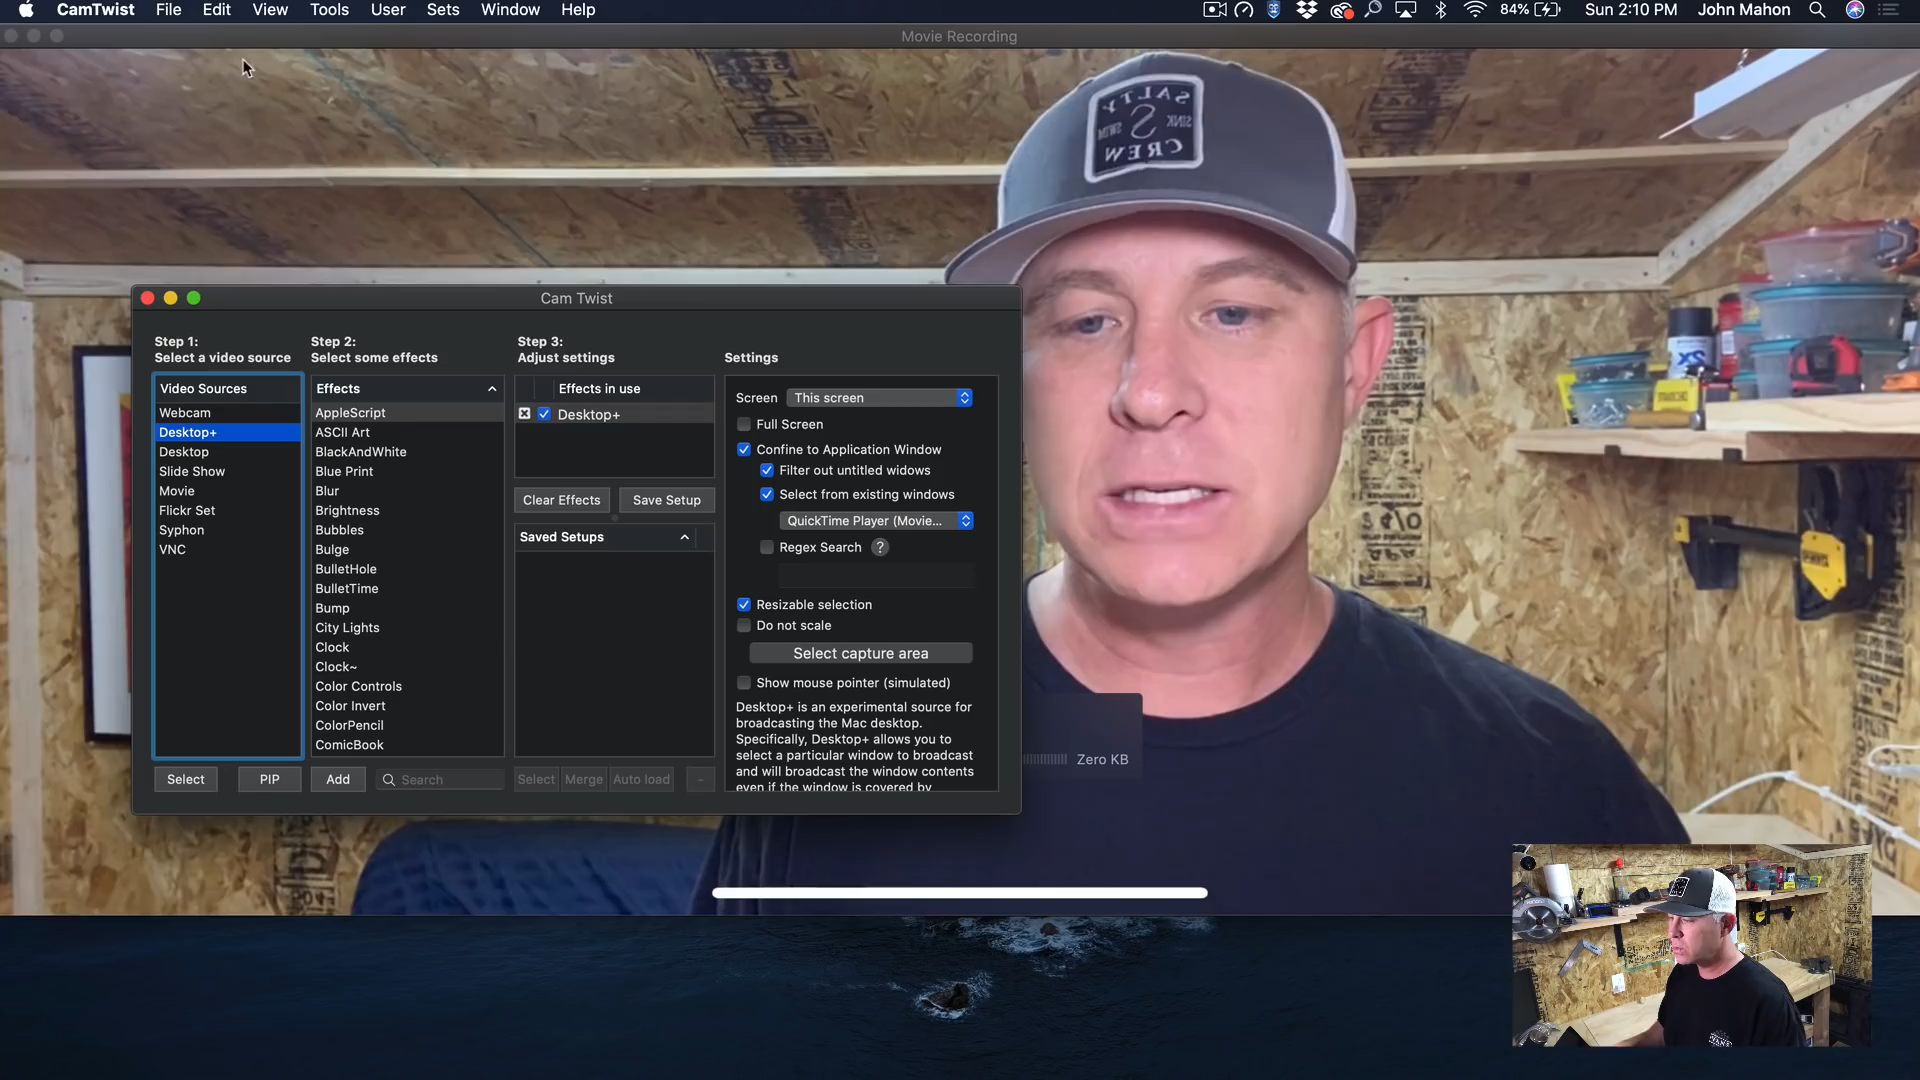 CamTwist File Edit View Tools User Sets Window Help 84% Sun 2:10 PM John Mahon
Movie Recording
SALTY
SINK
SWIM
S
CREW
Cam Twist
Step 1:
Select a video source
Step 2:
Select some effects
Step 3:
Adjust settings
Settings
Video Sources
Webcam
Desktop+
Desktop
Slide Show
Movie
Flickr Set
Syphon
VNC
Select
PIP
Effects
AppleScript
ASCII Art
BlackAndWhite
Blue Print
Blur
Brightness
Bubbles
Bulge
BulletHole
BulletTime
Bump
City Lights
Clock
Clock~
Color Controls
Color Invert
ColorPencil
ComicBook
Add
Search
Effects in use
Desktop+
Clear Effects
Save Setup
Saved Setups
Select
Merge
Auto load
-
Screen This screen
Full Screen
Confine to Application Window
Filter out untitled widows
Select from existing windows
QuickTime Player (Movie...
Regex Search ?
Resizable selection
Do not scale
Select capture area
Show mouse pointer (simulated)
Desktop+ is an experimental source for
broadcasting the Mac desktop.
Specifically, Desktop+ allows you to
select a particular window to broadcast
and will broadcast the window contents
even if the window is covered by
Zero KB